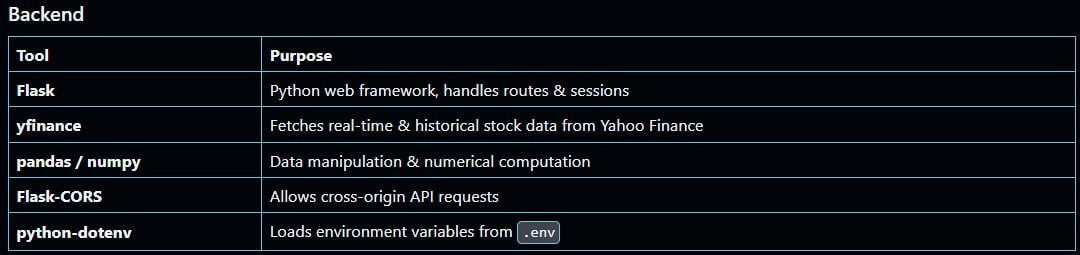 Backend
Tool Purpose
Flask Python web framework, handles routes & sessions
yfinance Fetches real-time & historical stock data from Yahoo Finance
pandas / numpy Data manipulation & numerical computation
Flask-CORS Allows cross-origin API requests
python-dotenv Loads environment variables from .env